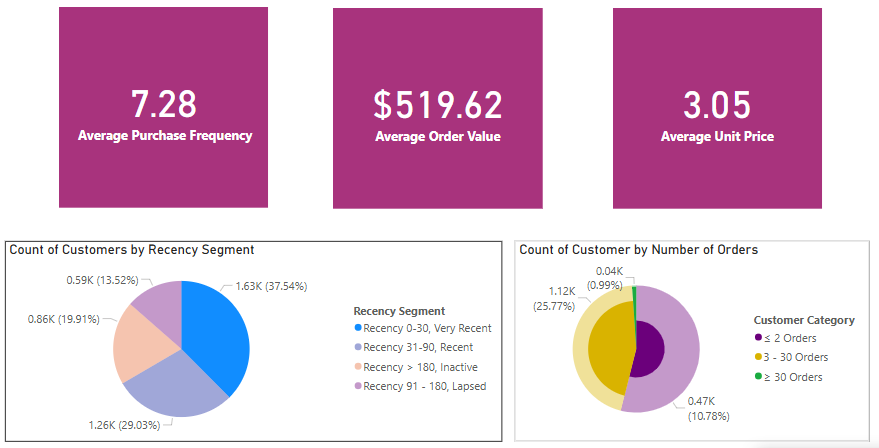 7.28
Average Purchase Frequency
$519.62
Average Order Value
3.05
Average Unit Price
Count of Customers by Recency Segment
0.59K (13.52%)
1.63K (37.54%)
0.86K (19.91%)
1.26K (29.03%)
Recency Segment
Recency 0-30, Very Recent
Recency 31-90, Recent
Recency > 180, Inactive
Recency 91 - 180, Lapsed
Count of Customer by Number of Orders
0.04K
(0.99%)
1.12K
(25.77%)
0.47K
(10.78%)
Customer Category
≤ 2 Orders
3 - 30 Orders
≥ 30 Orders